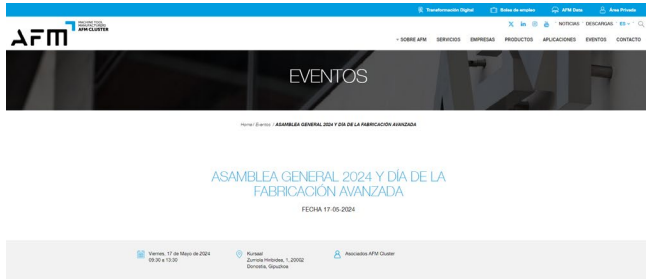 Transformación Digital Bolsa de empleo AFM Data Área Privada
AFM MACHINE TOOL
MANUFACTURERS
AFM CLUSTER
NOTICIAS DESCARGAS ES
+ SOBRE AFM SERVICIOS EMPRESAS PRODUCTOS APLICACIONES EVENTOS CONTACTO
EVENTOS
Home / Eventos / ASAMBLEA GENERAL 2024 Y DÍA DE LA FABRICACIÓN AVANZADA
ASAMBLEA GENERAL 2024 Y DÍA DE LA
FABRICACIÓN AVANZADA
FECHA 17-05-2024
Viernes, 17 de Mayo de 2024
09:30 a 13:30
Kursaal
Zurriola Hiribidea, 1, 20002
Donostia, Gipuzkoa
Asociados AFM Cluster